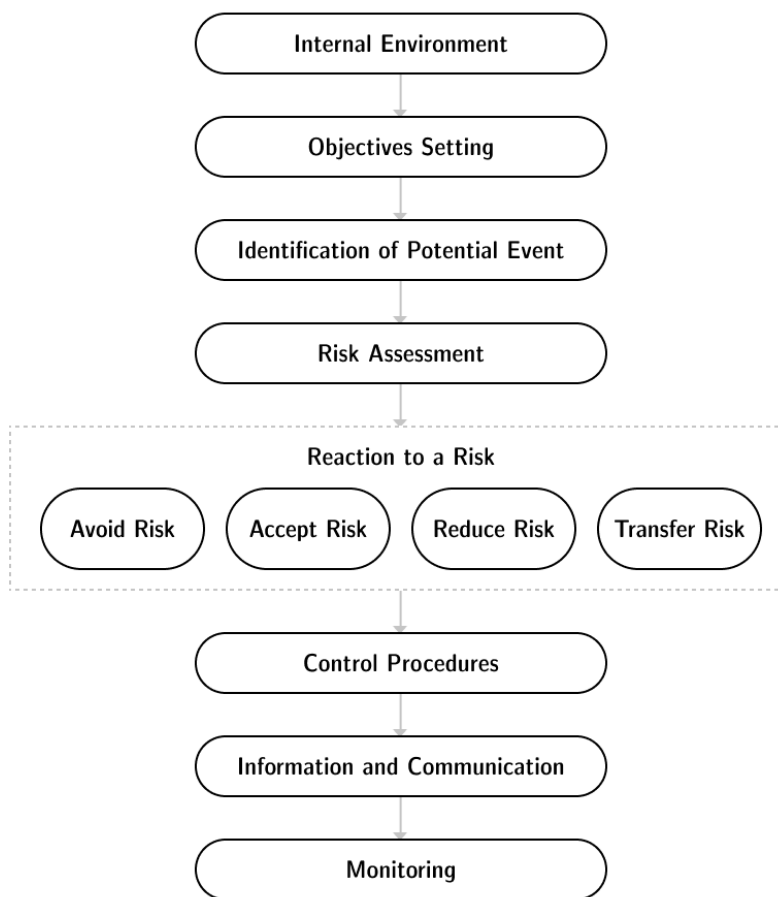 Internal Environment
Objectives Setting
Identification of Potential Event
Risk Assessment
Reaction to a Risk
Avoid Risk
Accept Risk
Reduce Risk
Transfer Risk
Control Procedures
Information and Communication
Monitoring